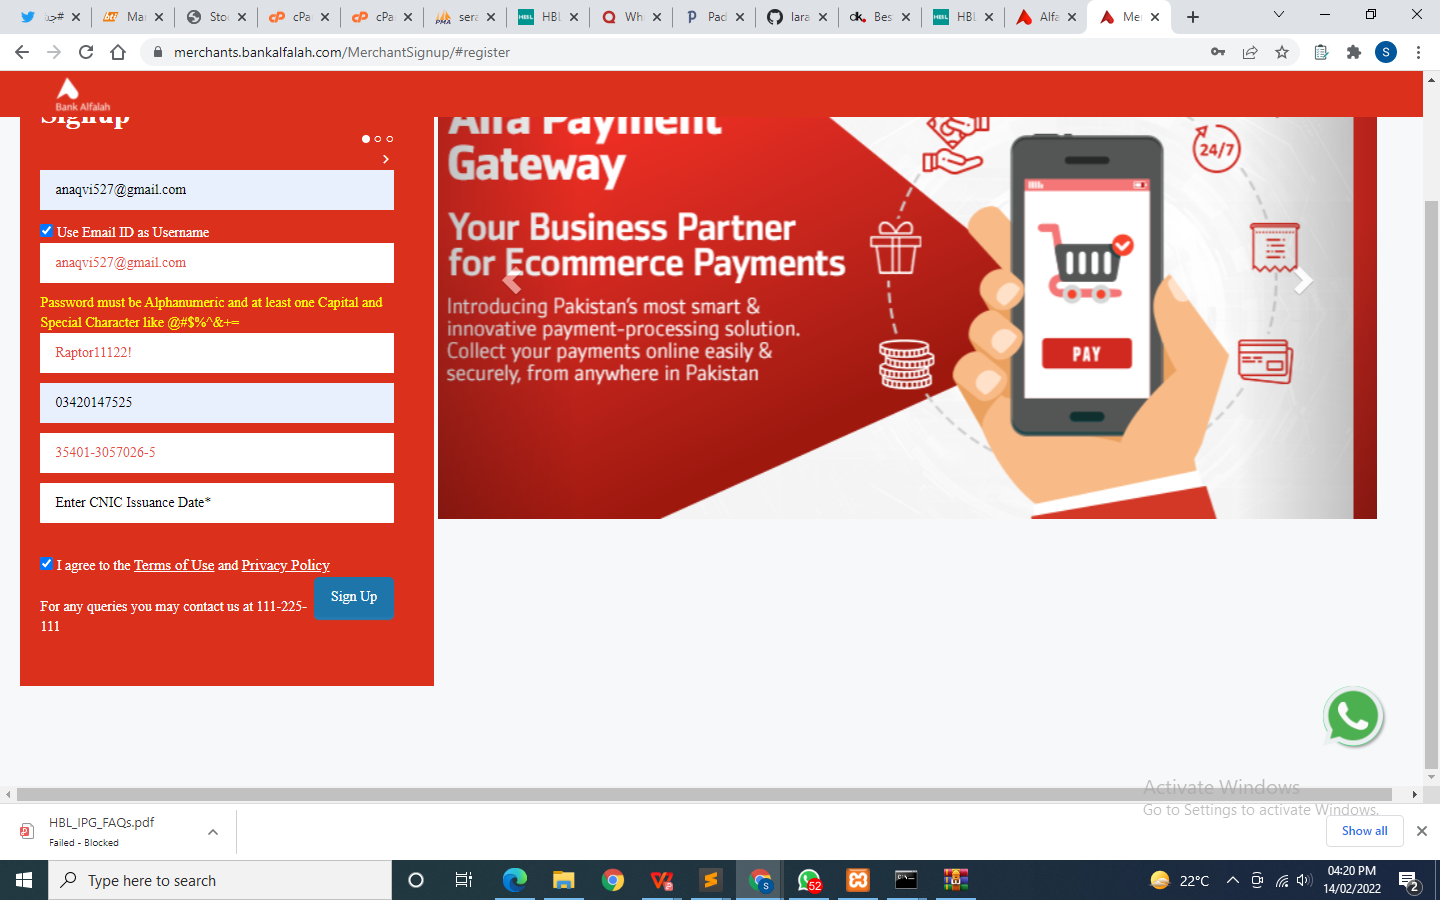 #جنا
Mar
Stoc
cPa
cPa
sera
HBL
Wh
Pad
lara
Bes
HBL
Alfa
Mer
merchants.bankalfalah.com/MerchantSignup/#register
S
Bank Alfalah
Signup
anaqvi527@gmail.com
Use Email ID as Username
anaqvi527@gmail.com
Password must be Alphanumeric and at least one Capital and
Special Character like @#$%^&+=
Raptor11122!
03420147525
35401-3057026-5
Enter CNIC Issuance Date*
I agree to the Terms of Use and Privacy Policy
Sign Up
For any queries you may contact us at 111-225-
111
Alfa Payment
Gateway
Your Business Partner
for Ecommerce Payments
Introducing Pakistan's most smart &
innovative payment-processing solution.
Collect your payments online easily &
securely, from anywhere in Pakistan
24/7
PAY
Activate Windows
Go to Settings to activate Windows.
HBL_IPG_FAQs.pdf
Failed - Blocked
Show all
Type here to search
52
22°C
04:20 PM
14/02/2022
2